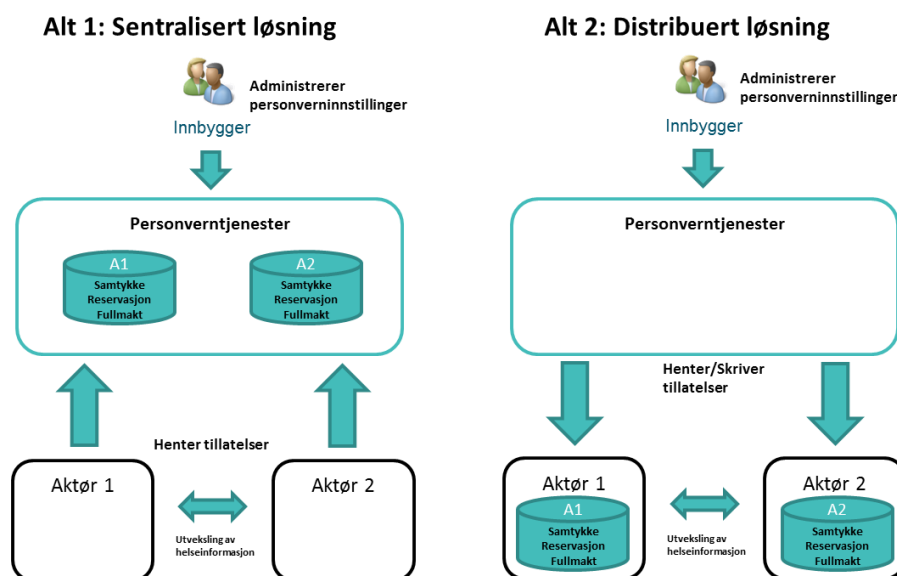 Alt 1: Sentralisert løsning
Administrerer
personverninnstillinger
Innbygger
Personverntjenester
A1
Samtykke
Reservasjon
Fullmakt
A2
Samtykke
Reservasjon
Fullmakt
Henter tillatelser
Aktør 1
Aktør 2
Utveksling av
helseinformasjon
Alt 2: Distribuert løsning
Administrerer
personverninnstillinger
Innbygger
Personverntjenester
Henter/Skriver
tillatelser
Aktør 1
A1
Samtykke
Reservasjon
Fullmakt
Utveksling av
helseinformasjon
Aktør 2
A2
Samtykke
Reservasjon
Fullmakt